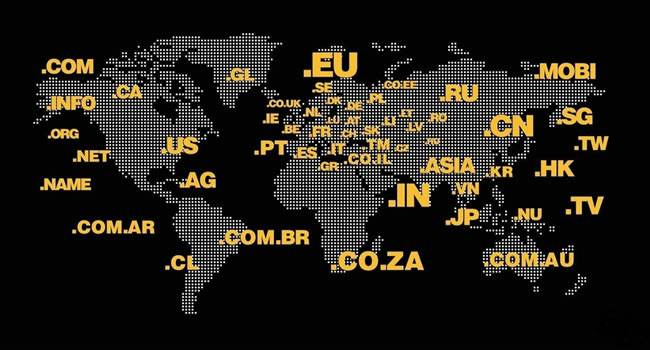 .COM
.INFO
.CA
.ORG
.NET
.NAME
.US
.AG
.COM.AR
.CL
.COM.BR
.GL
.EU
.SE
.CO.EE
.CO.UK
.DK
.DE
.PL
.IE
.NL
.LU
.AT
.LI
.LT
.LV
.RO
.BE
.FR
.CH
.SK
.PT
.ES
.IT
.TM
.CZ
.GR
.CO.IL
.RU
.CN
.MOBI
.SG
.TW
.ASIA
.KR
.HK
.IN
.VN
.JP
.NU
.TV
.CO.ZA
.COM.AU